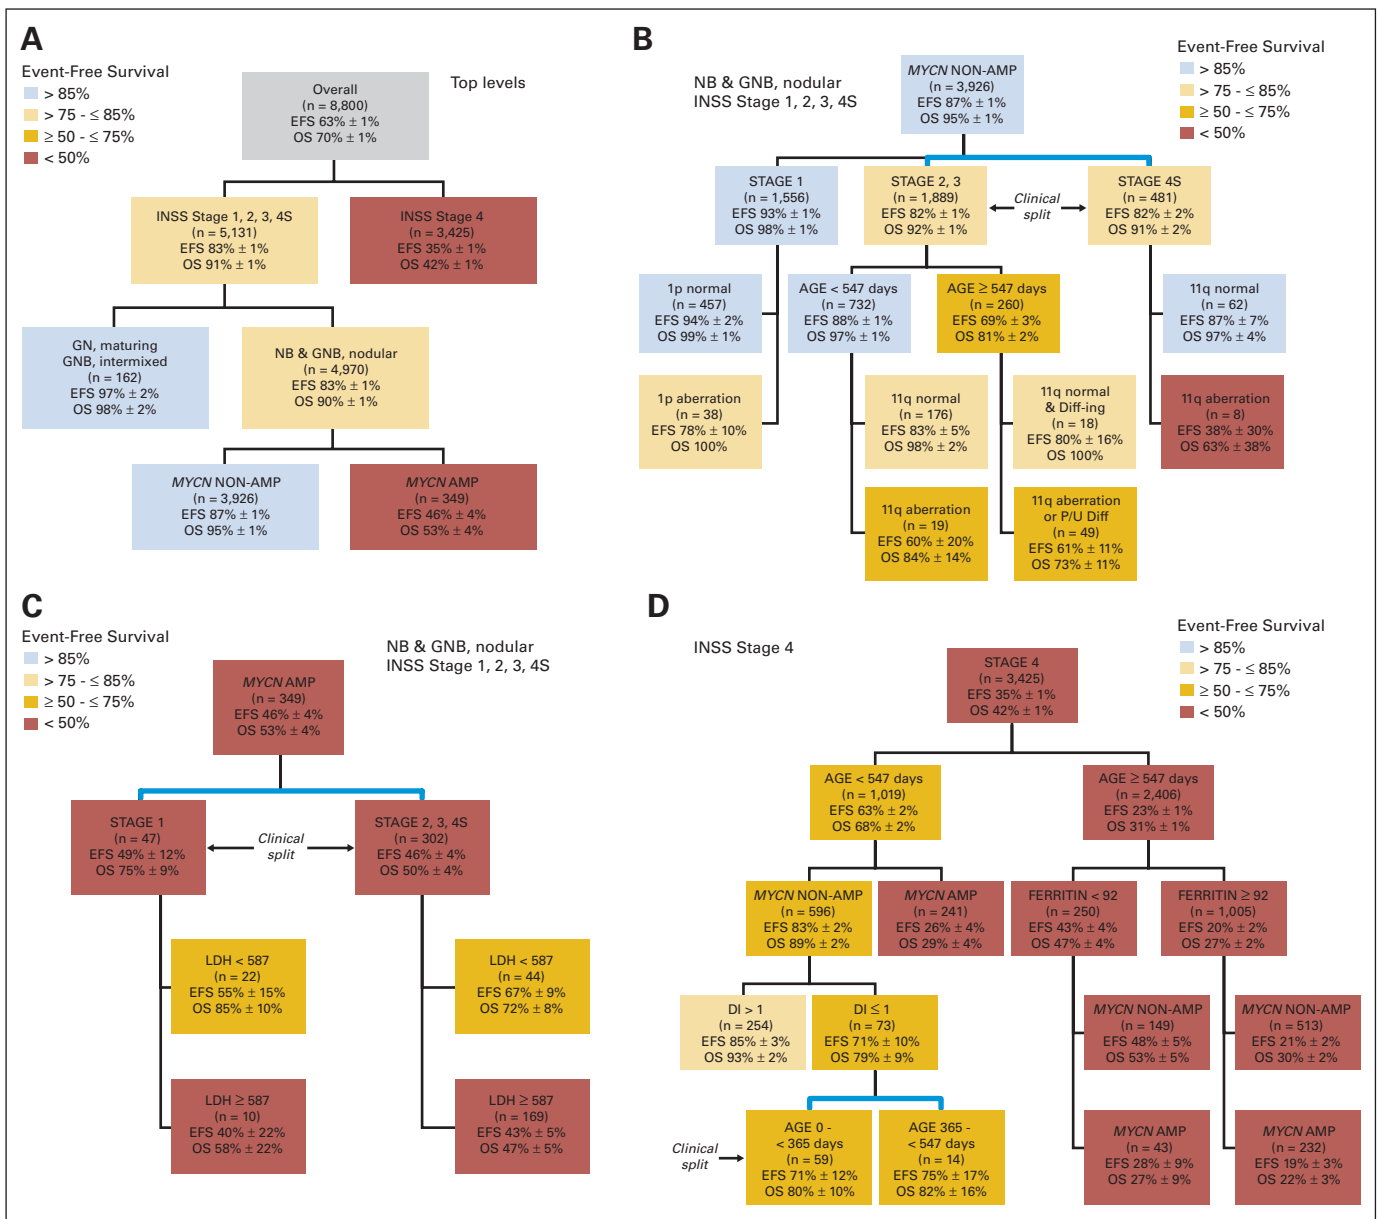 A
Event-Free Survival
> 85%
> 75 - ≤ 85%
≥ 50 - ≤ 75%
< 50%
Top levels
Overall
(n = 8,800)
EFS 63% ± 1%
OS 70% ± 1%
INSS Stage 1, 2, 3, 4S
(n = 5,131)
EFS 83% ± 1%
OS 91% ± 1%
INSS Stage 4
(n = 3,425)
EFS 35% ± 1%
OS 42% ± 1%
GN, maturing
GNB, intermixed
(n = 162)
EFS 97% ± 2%
OS 98% ± 2%
NB & GNB, nodular
(n = 4,970)
EFS 83% ± 1%
OS 90% ± 1%
MYCN NON-AMP
(n = 3,926)
EFS 87% ± 1%
OS 95% ± 1%
MYCN AMP
(n = 349)
EFS 46% ± 4%
OS 53% ± 4%
B
NB & GNB, nodular
INSS Stage 1, 2, 3, 4S
Event-Free Survival
> 85%
> 75 - ≤ 85%
≥ 50 - ≤ 75%
< 50%
MYCN NON-AMP
(n = 3,926)
EFS 87% ± 1%
OS 95% ± 1%
STAGE 1
(n = 1,556)
EFS 93% ± 1%
OS 98% ± 1%
STAGE 2, 3
(n = 1,889)
EFS 82% ± 1%
OS 92% ± 1%
Clinical
split
STAGE 4S
(n = 481)
EFS 82% ± 2%
OS 91% ± 2%
1p normal
(n = 457)
EFS 94% ± 2%
OS 99% ± 1%
AGE < 547 days
(n = 732)
EFS 88% ± 1%
OS 97% ± 1%
AGE ≥ 547 days
(n = 260)
EFS 69% ± 3%
OS 81% ± 2%
11q normal
(n = 62)
EFS 87% ± 7%
OS 97% ± 4%
1p aberration
(n = 38)
EFS 78% ± 10%
OS 100%
11q normal
(n = 176)
EFS 83% ± 5%
OS 98% ± 2%
11q normal
& Diff-ing
(n = 18)
EFS 80% ± 16%
OS 100%
11q aberration
(n = 8)
EFS 38% ± 30%
OS 63% ± 38%
11q aberration
(n = 19)
EFS 60% ± 20%
OS 84% ± 14%
11q aberration
or P/U Diff
(n = 49)
EFS 61% ± 11%
OS 73% ± 11%
C
Event-Free Survival
> 85%
> 75 - ≤ 85%
≥ 50 - ≤ 75%
< 50%
NB & GNB, nodular
INSS Stage 1, 2, 3, 4S
MYCN AMP
(n = 349)
EFS 46% ± 4%
OS 53% ± 4%
STAGE 1
(n = 47)
EFS 49% ± 12%
OS 75% ± 9%
Clinical
split
STAGE 2, 3, 4S
(n = 302)
EFS 46% ± 4%
OS 50% ± 4%
LDH < 587
(n = 22)
EFS 55% ± 15%
OS 85% ± 10%
LDH < 587
(n = 44)
EFS 67% ± 9%
OS 72% ± 8%
LDH ≥ 587
(n = 10)
EFS 40% ± 22%
OS 58% ± 22%
LDH ≥ 587
(n = 169)
EFS 43% ± 5%
OS 47% ± 5%
D
INSS Stage 4
Event-Free Survival
> 85%
> 75 - ≤ 85%
≥ 50 - ≤ 75%
< 50%
STAGE 4
(n = 3,425)
EFS 35% ± 1%
OS 42% ± 1%
AGE < 547 days
(n = 1,019)
EFS 63% ± 2%
OS 68% ± 2%
AGE ≥ 547 days
(n = 2,406)
EFS 23% ± 1%
OS 31% ± 1%
MYCN NON-AMP
(n = 596)
EFS 83% ± 2%
OS 89% ± 2%
MYCN AMP
(n = 241)
EFS 26% ± 4%
OS 29% ± 4%
FERRITIN < 92
(n = 250)
EFS 43% ± 4%
OS 47% ± 4%
FERRITIN ≥ 92
(n = 1,005)
EFS 20% ± 2%
OS 27% ± 2%
DI > 1
(n = 254)
EFS 85% ± 3%
OS 93% ± 2%
DI ≤ 1
(n = 73)
EFS 71% ± 10%
OS 79% ± 9%
MYCN NON-AMP
(n = 149)
EFS 48% ± 5%
OS 53% ± 5%
MYCN NON-AMP
(n = 513)
EFS 21% ± 2%
OS 30% ± 2%
Clinical
split
AGE 0 -
< 365 days
(n = 59)
EFS 71% ± 12%
OS 80% ± 10%
AGE 365 -
< 547 days
(n = 14)
EFS 75% ± 17%
OS 82% ± 16%
MYCN AMP
(n = 43)
EFS 28% ± 9%
OS 27% ± 9%
MYCN AMP
(n = 232)
EFS 19% ± 3%
OS 22% ± 3%